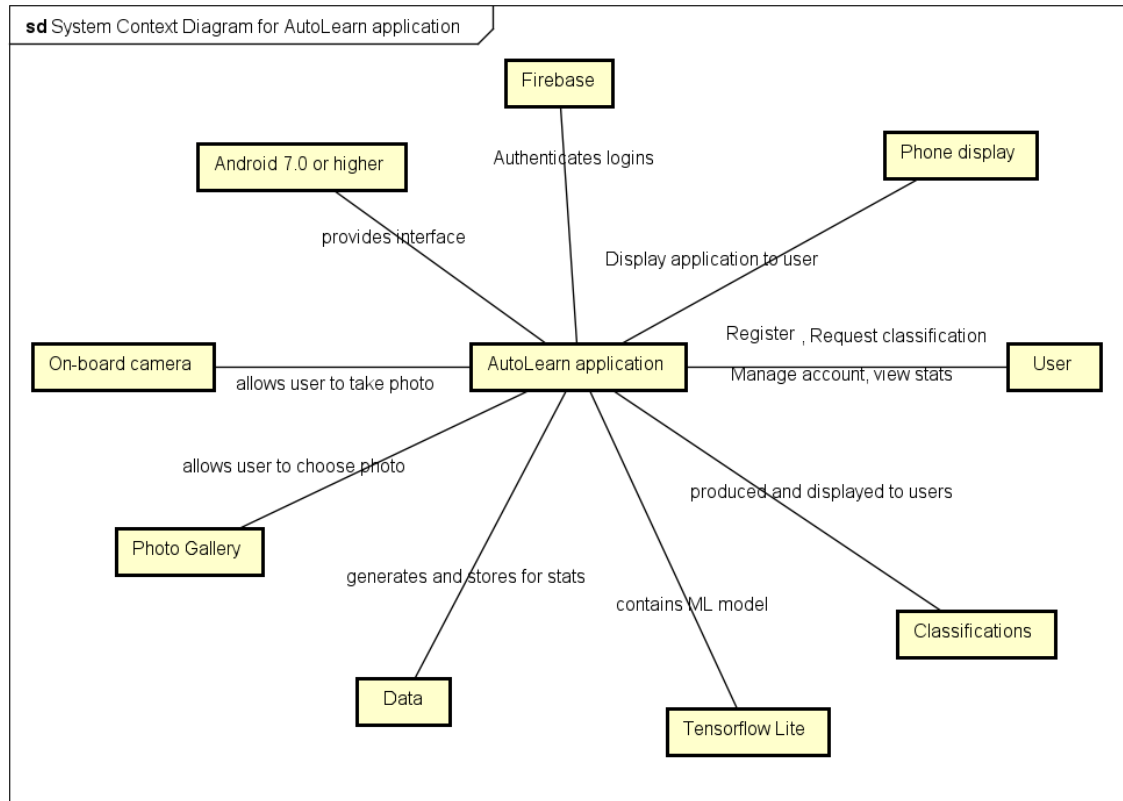 sd System Context Diagram for AutoLearn application
Firebase
Phone display
Android 7.0 or higher
Authenticates logins
provides interface
Display application to user
Register , Request classification
On-board camera
AutoLearn application
User
allows user to take photo
Manage account, view stats
allows user to choose photo
produced and displayed to users
Photo Gallery
generates and stores for stats
contains ML model
Classifications
Data
Tensorflow Lite